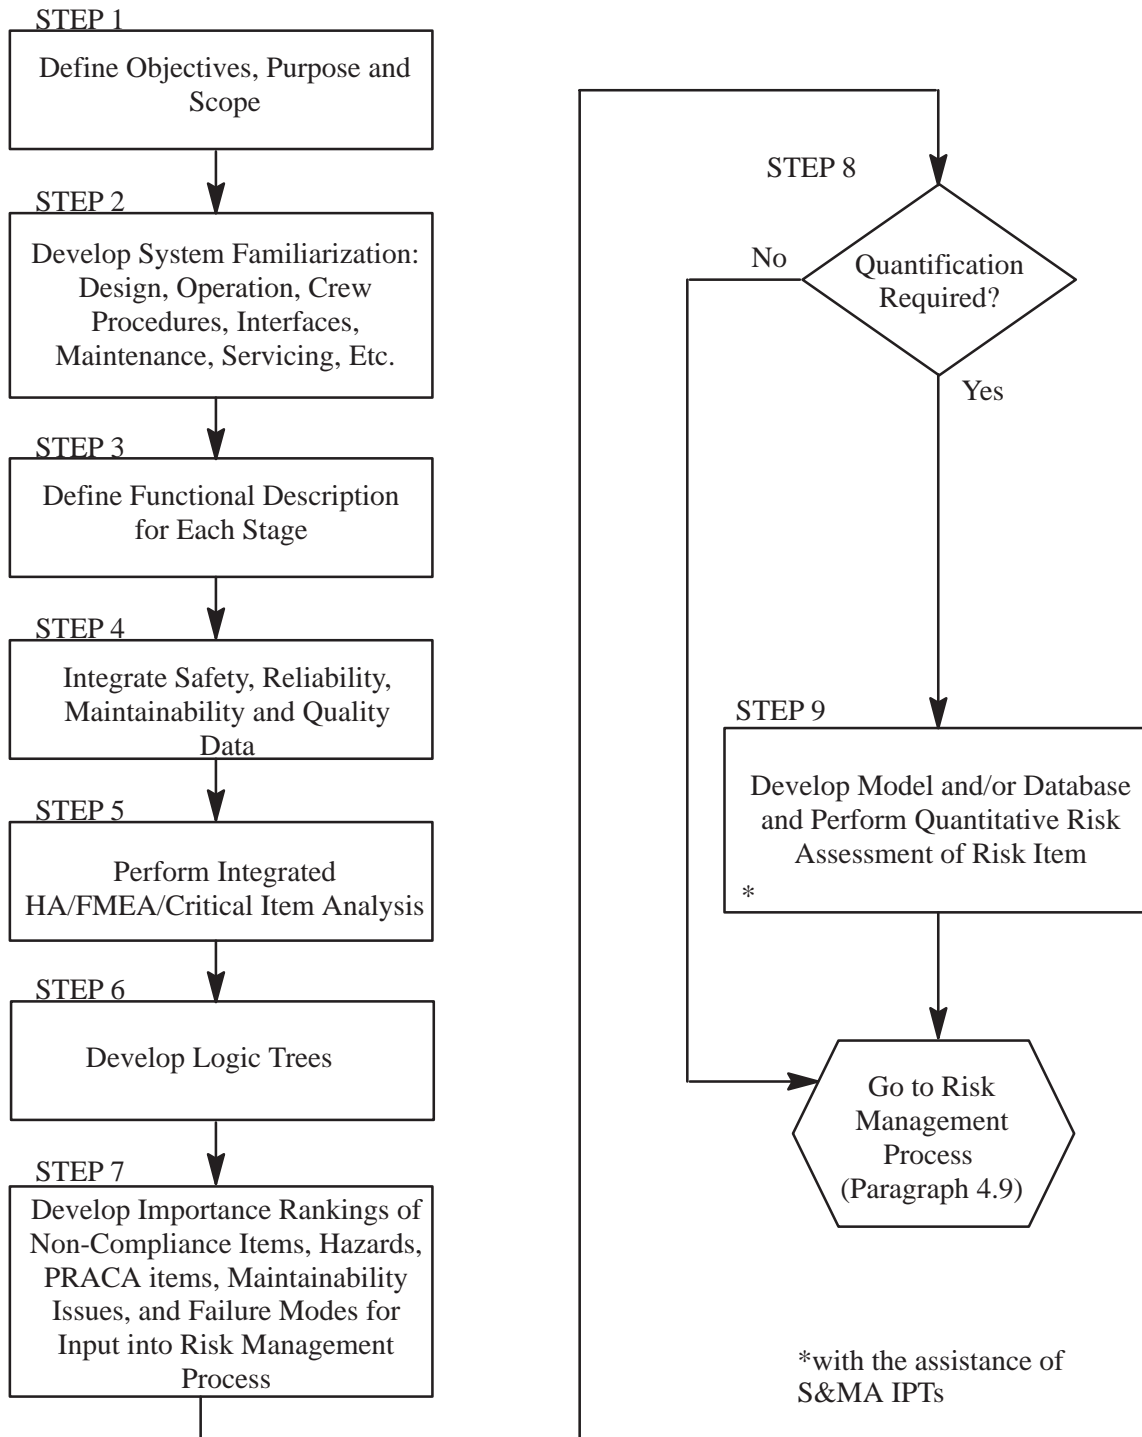 STEP 1
Define Objectives, Purpose and
Scope
STEP 2
Develop System Familiarization:
Design, Operation, Crew
Procedures, Interfaces,
Maintenance, Servicing, Etc.
STEP 3
Define Functional Description
for Each Stage
STEP 4
Integrate Safety, Reliability,
Maintainability and Quality
Data
STEP 5
Perform Integrated
HA/FMEA/Critical Item Analysis
STEP 6
Develop Logic Trees
STEP 7
Develop Importance Rankings of
Non-Compliance Items, Hazards,
PRACA items, Maintainability
Issues, and Failure Modes for
Input into Risk Management
Process
STEP 8
Quantification
Required?
No
Yes
STEP 9
Develop Model and/or Database
and Perform Quantitative Risk
Assessment of Risk Item
*
Go to Risk
Management
Process
(Paragraph 4.9)
*with the assistance of
S&MA IPTs